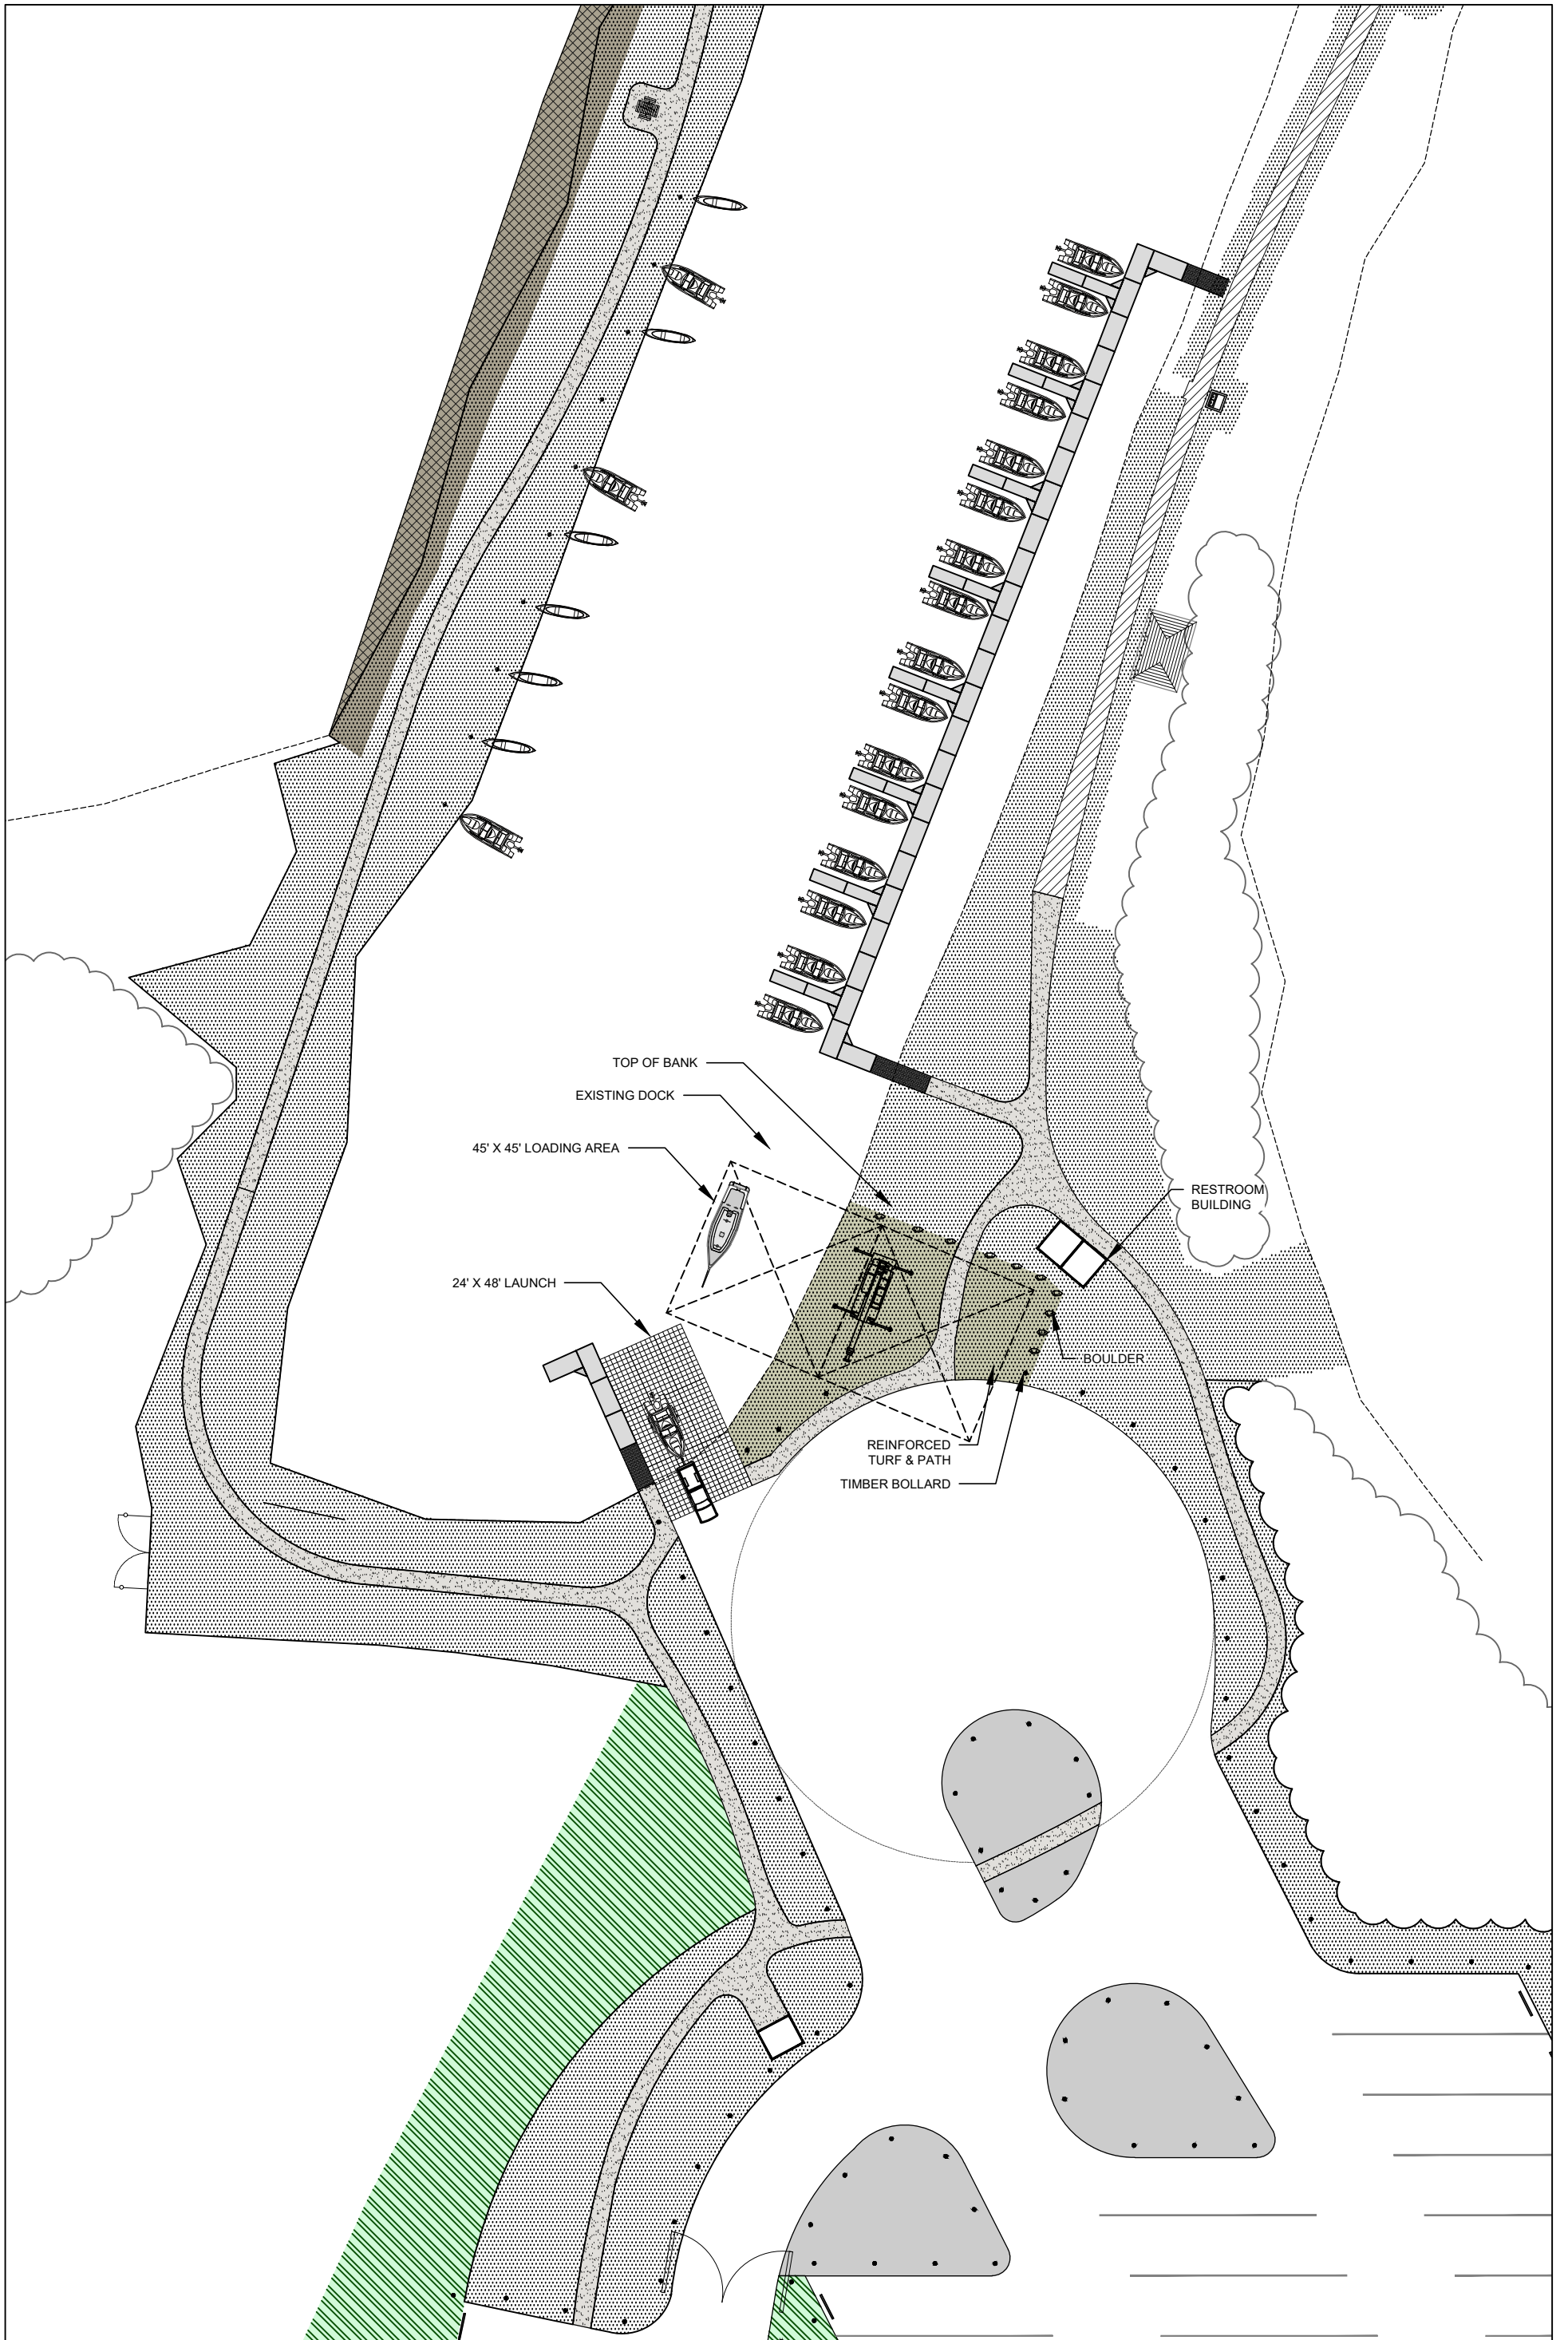 TOP OF BANK
EXISTING DOCK
45' X 45' LOADING AREA
RESTROOM
BUILDING
24' X 48' LAUNCH
BOULDER
REINFORCED
TURF & PATH
TIMBER BOLLARD